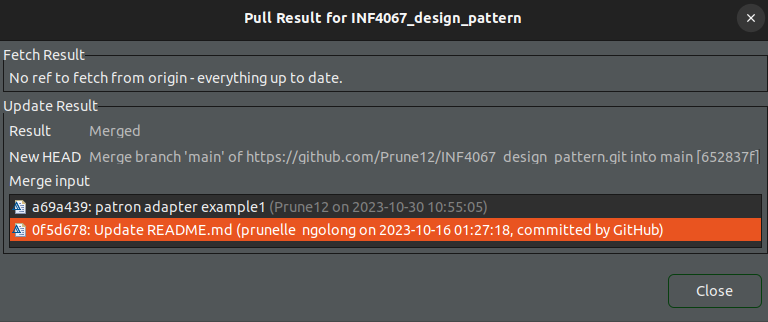 Pull Result for INF4067_design_pattern
Fetch Result
No ref to fetch from origin - everything up to date.
Update Result
Result Merged
New HEAD Merge branch 'main' of https://github.com/Prune12/INF4067_design_pattern.git into main [652837f]
Merge input
a69a439: patron adapter example1 (Prune12 on 2023-10-30 10:55:05)
0f5d678: Update README.md (prunelle_ngolong on 2023-10-16 01:27:18, committed by GitHub)
Close